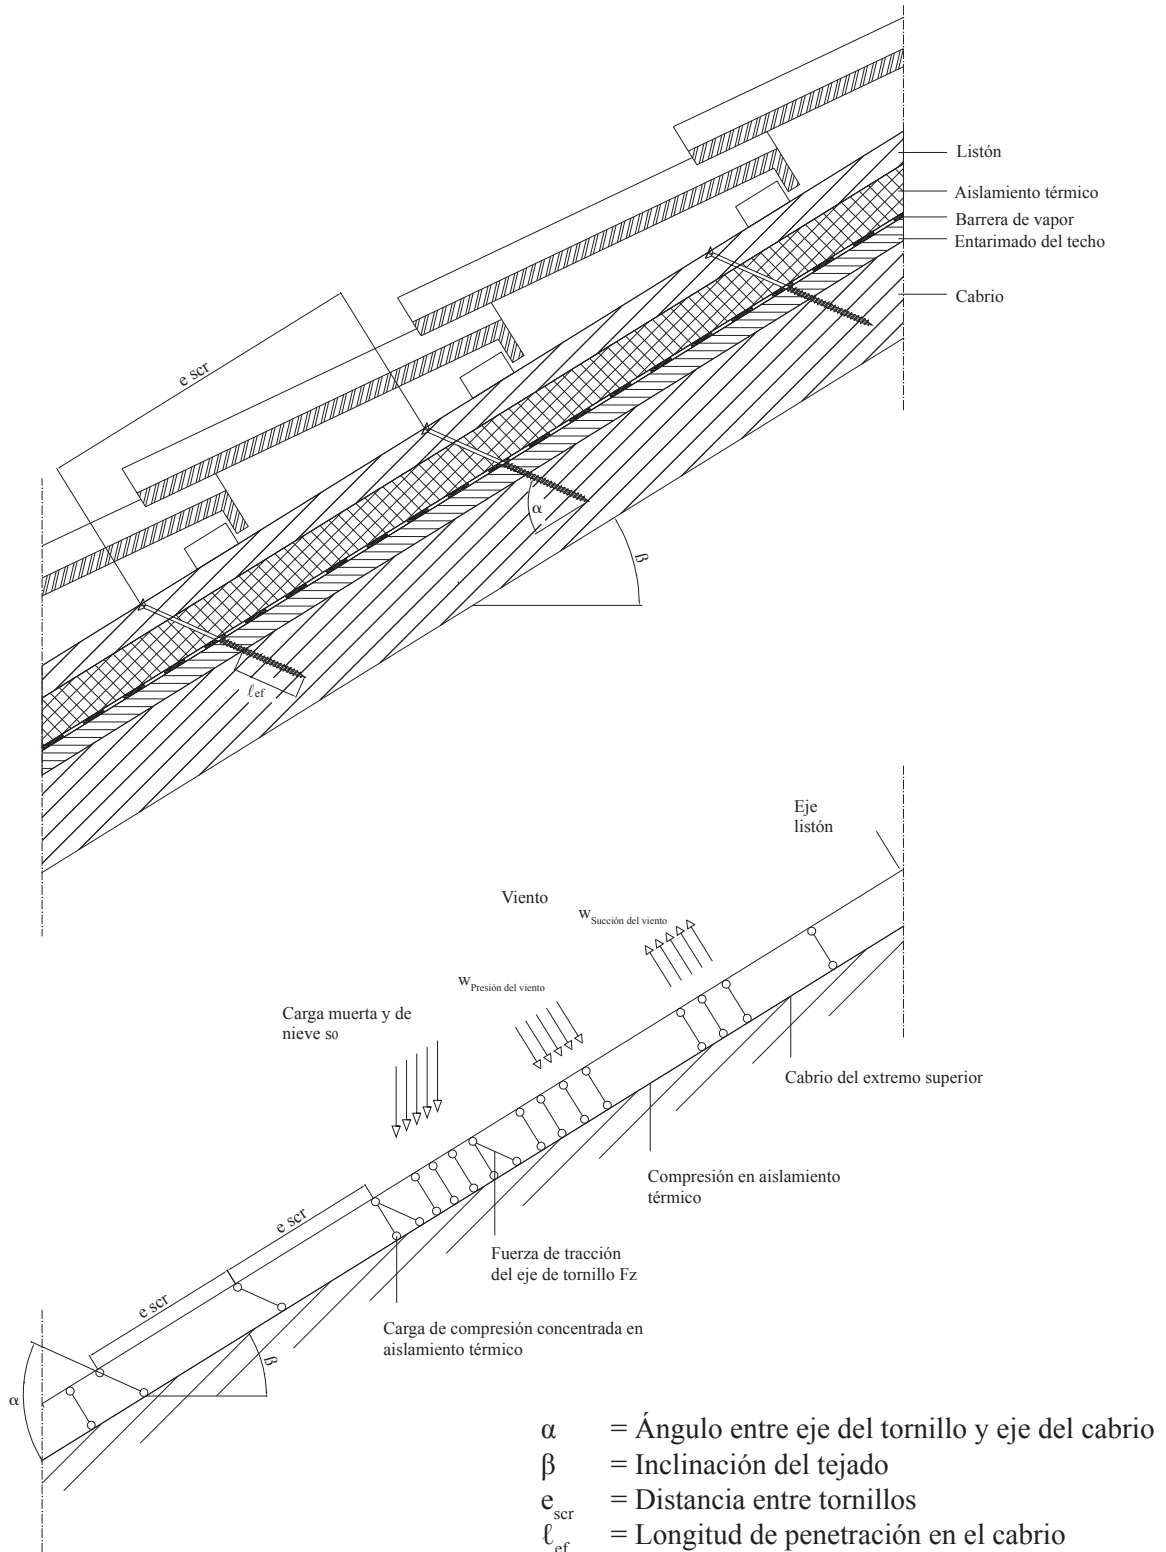 Listón
Aislamiento térmico
Barrera de vapor
Entarimado del techo
Cabrio
e scr
α
β
ℓef
Eje
listón
Viento
wSucción del viento
wPresión del viento
Carga muerta y de
nieve s0
Cabrio del extremo superior
Compresión en aislamiento
térmico
e scr
Fuerza de tracción
del eje de tornillo Fz
e scr
Carga de compresión concentrada en
aislamiento térmico
β
α
α = Ángulo entre eje del tornillo y eje del cabrio
β = Inclinación del tejado
escr = Distancia entre tornillos
ℓef = Longitud de penetración en el cabrio